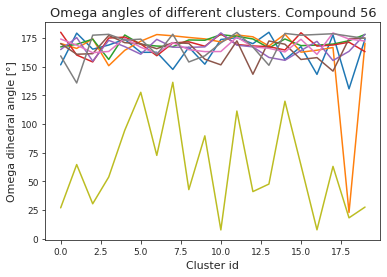 Omega angles of different clusters. Compound 56
Omega dihedral angle [°]
175
150
125
100
75
50
25
0
0.0 2.5 5.0 7.5 10.0 12.5 15.0 17.5
Cluster id